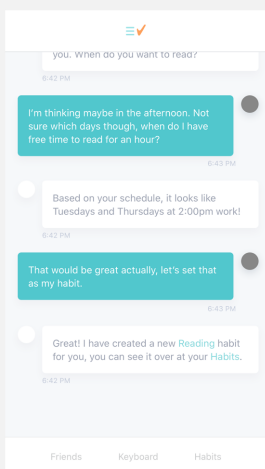 you. When do you want to read?
6:42 PM
I'm thinking maybe in the afternoon. Not
sure which days though, when do I have
free time to read for an hour?
6:43 PM
Based on your schedule, it looks like
Tuesdays and Thursdays at 2:00pm work!
6:42 PM
That would be great actually, let's set that
as my habit.
6:43 PM
Great! I have created a new Reading habit
for you, you can see it over at your Habits.
6:42 PM
Friends Keyboard Habits